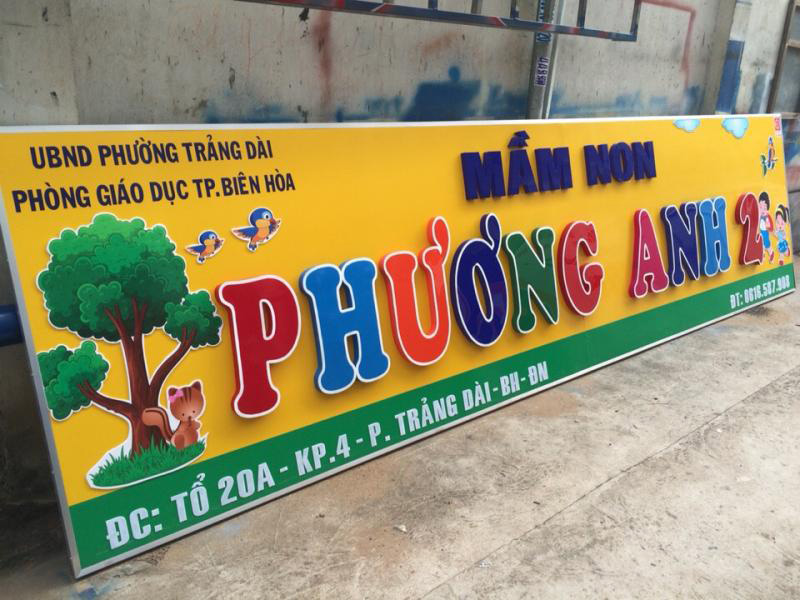 UBND PHƯỜNG TRẢNG DÀI
PHÒNG GIÁO DỤC TP.BIÊN HÒA
MẦM NON
PHƯƠNG ANH 2
ĐC: TỔ 20A - KP.4 - P. TRẢNG DÀI-BH-ĐN
ĐT: 0616.507.908